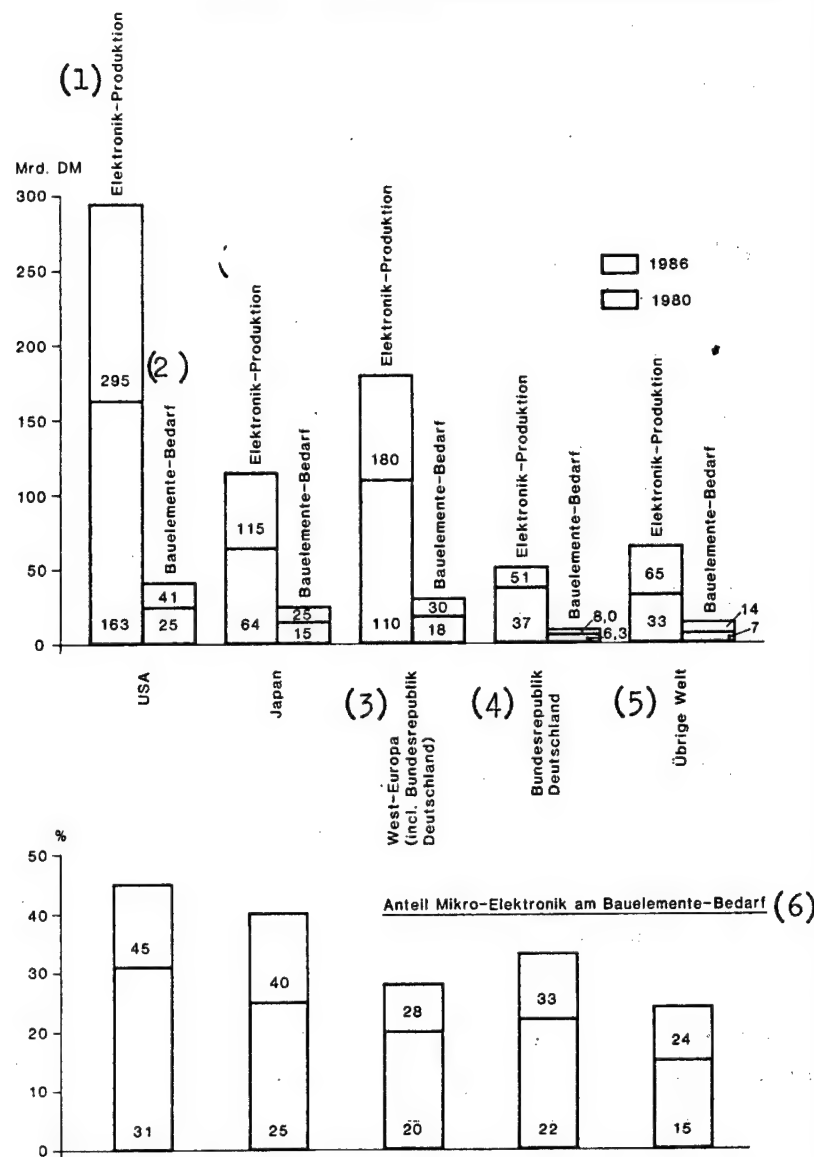 (1)
Elektronik-Produktion
Bauelemente-Bedarf
Elektronik-Produktion
Bauelemente-Bedarf
Elektronik-Produktion
Bauelemente-Bedarf
Elektronik-Produktion
Bauelemente-Bedarf
Elektronik-Produktion
Bauelemente-Bedarf
Mrd. DM
300
250
200
150
100
50
0
1986
1980
(2)
295
163
41
25
115
64
25
15
180
110
30
18
51
37
8,0
6,3
65
33
14
7
USA
Japan
(3)
West-Europa
(incl. Bundesrepublik
Deutschland)
(4)
Bundesrepublik
Deutschland
(5)
Übrige Welt
%
50
40
30
20
10
0
Anteil Mikro-Elektronik am Bauelemente-Bedarf (6)
45
40
28
33
24
31
25
20
22
15